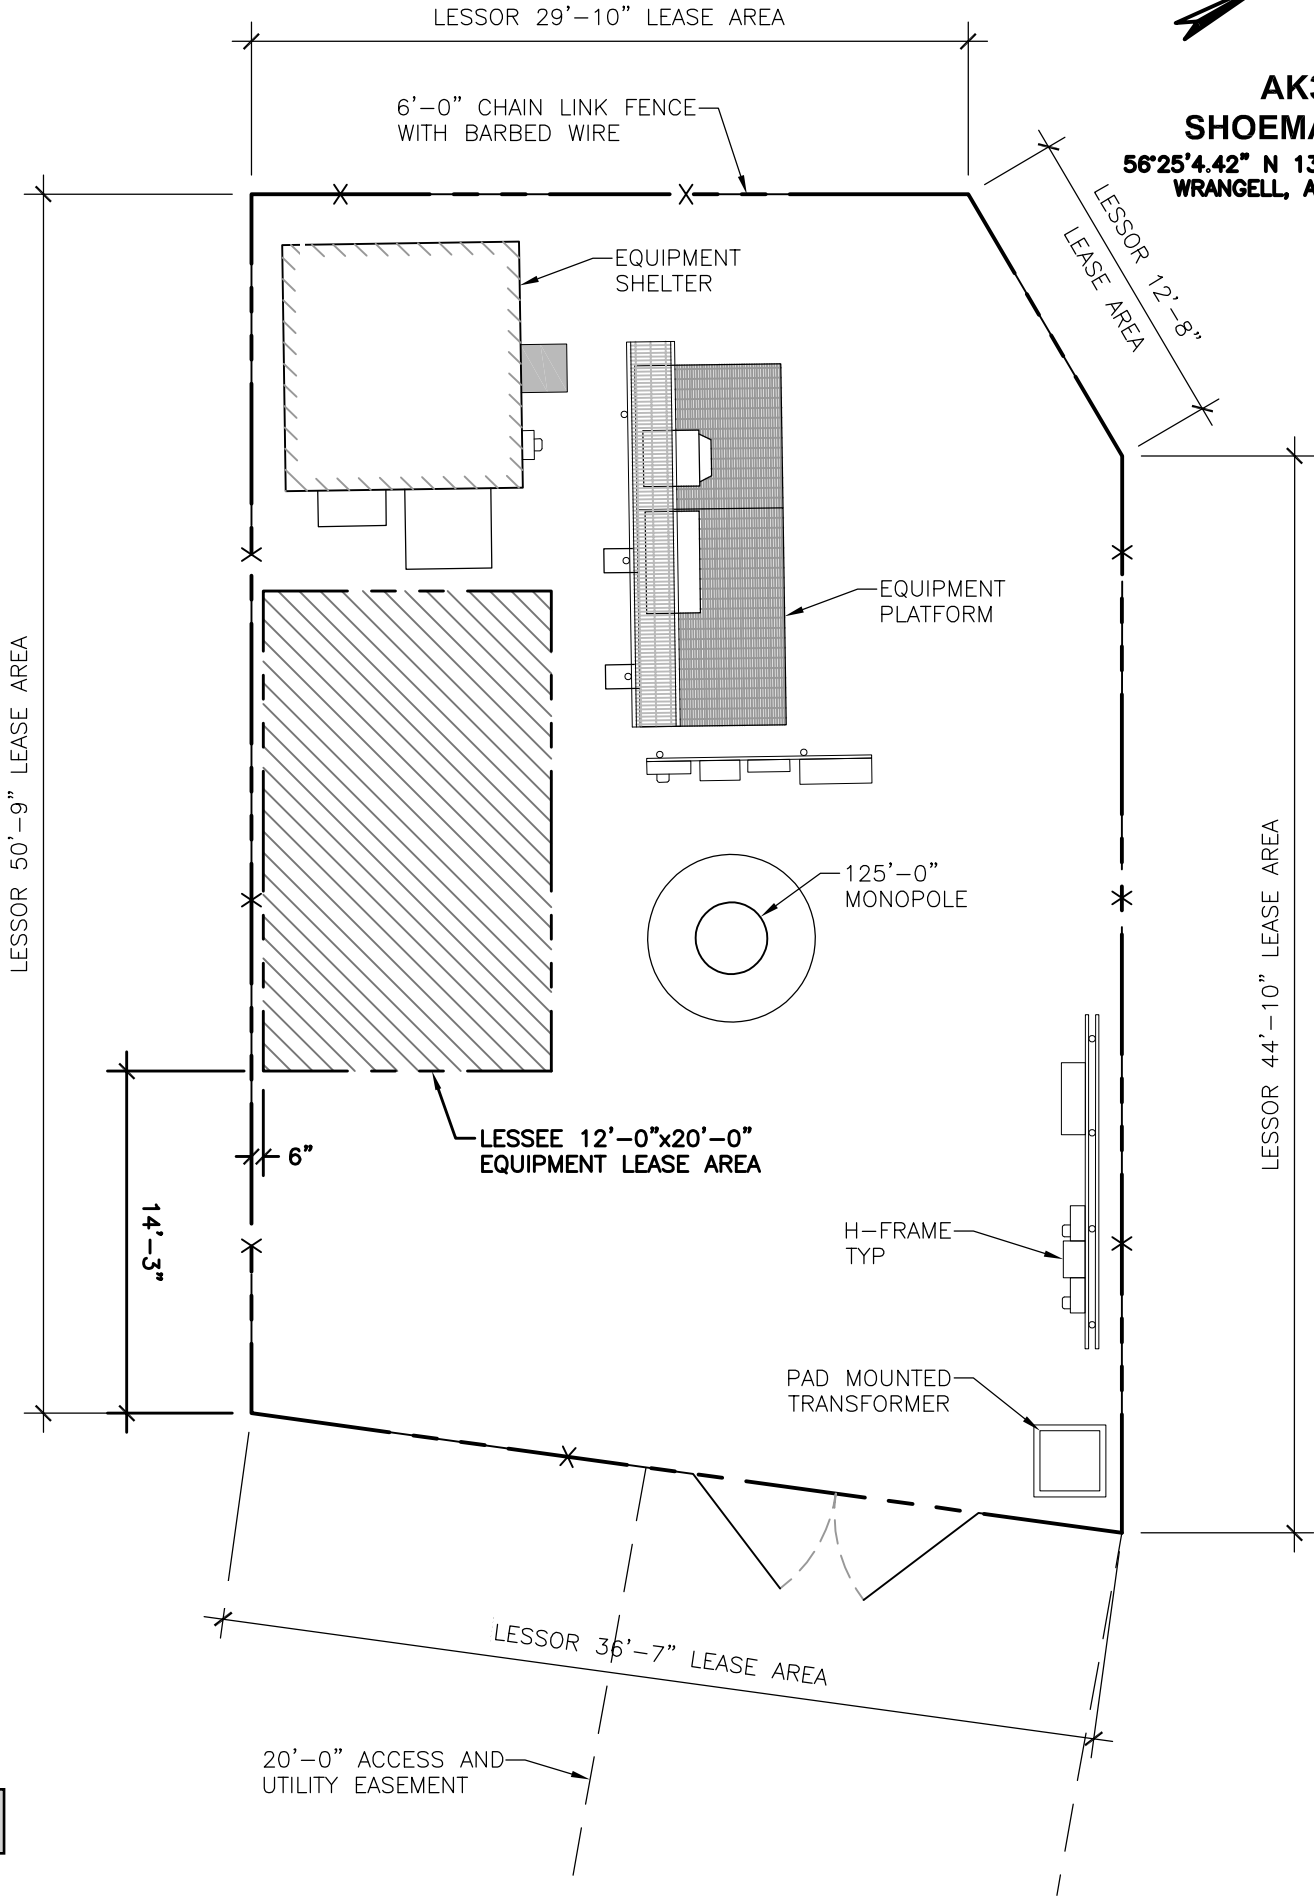 LESSOR 29'-10" LEASE AREA
6'-0" CHAIN LINK FENCE
WITH BARBED WIRE
SHOEMA
56°25'4.42" N 13
WRANGELL, A
LESSOR 12'-8"
LEASE AREA
EQUIPMENT
SHELTER
EQUIPMENT
PLATFORM
LESSOR 50'-9" LEASE AREA
125'-0"
MONOPOLE
LESSOR 44'-10" LEASE AREA
LESSEE 12'-0"x20'-0"
EQUIPMENT LEASE AREA
6"
14'-3"
H-FRAME
TYP
PAD MOUNTED
TRANSFORMER
LESSOR 36'-7" LEASE AREA
20'-0" ACCESS AND
UTILITY EASEMENT